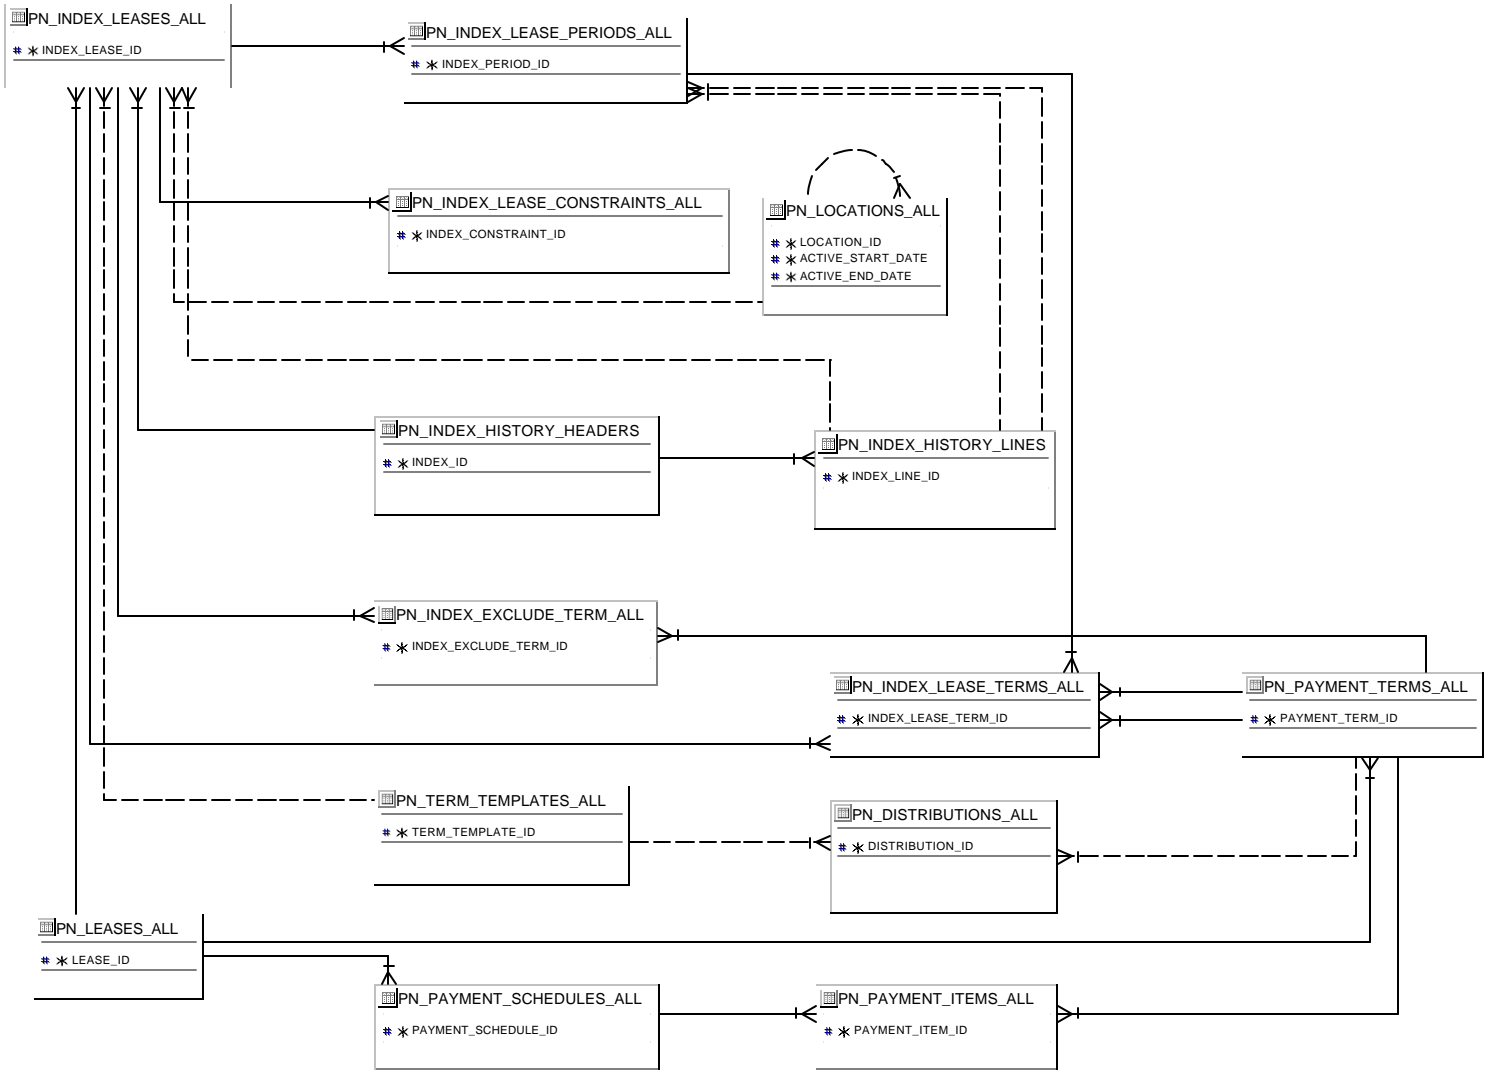 PN_INDEX_LEASES_ALL
# * INDEX_LEASE_ID
PN_INDEX_LEASE_PERIODS_ALL
# * INDEX_PERIOD_ID
PN_INDEX_LEASE_CONSTRAINTS_ALL
# * INDEX_CONSTRAINT_ID
PN_LOCATIONS_ALL
# * LOCATION_ID
# * ACTIVE_START_DATE
# * ACTIVE_END_DATE
PN_INDEX_HISTORY_HEADERS
# * INDEX_ID
PN_INDEX_HISTORY_LINES
# * INDEX_LINE_ID
PN_INDEX_EXCLUDE_TERM_ALL
# * INDEX_EXCLUDE_TERM_ID
PN_INDEX_LEASE_TERMS_ALL
# * INDEX_LEASE_TERM_ID
PN_PAYMENT_TERMS_ALL
# * PAYMENT_TERM_ID
PN_TERM_TEMPLATES_ALL
# * TERM_TEMPLATE_ID
PN_DISTRIBUTIONS_ALL
# * DISTRIBUTION_ID
PN_LEASES_ALL
# * LEASE_ID
PN_PAYMENT_SCHEDULES_ALL
# * PAYMENT_SCHEDULE_ID
PN_PAYMENT_ITEMS_ALL
# * PAYMENT_ITEM_ID